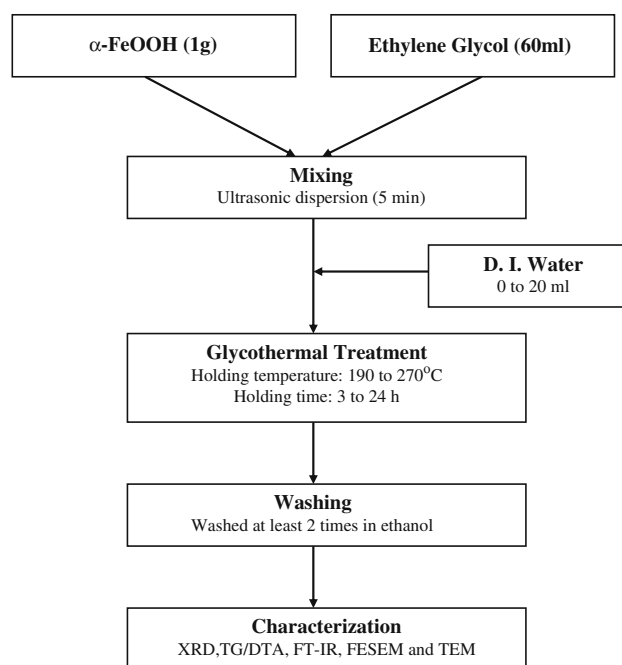 α-FeOOH (1g)
Ethylene Glycol (60ml)
Mixing
Ultrasonic dispersion (5 min)
D. I. Water
0 to 20 ml
Glycothermal Treatment
Holding temperature: 190 to 270°C
Holding time: 3 to 24 h
Washing
Washed at least 2 times in ethanol
Characterization
XRD,TG/DTA, FT-IR, FESEM and TEM